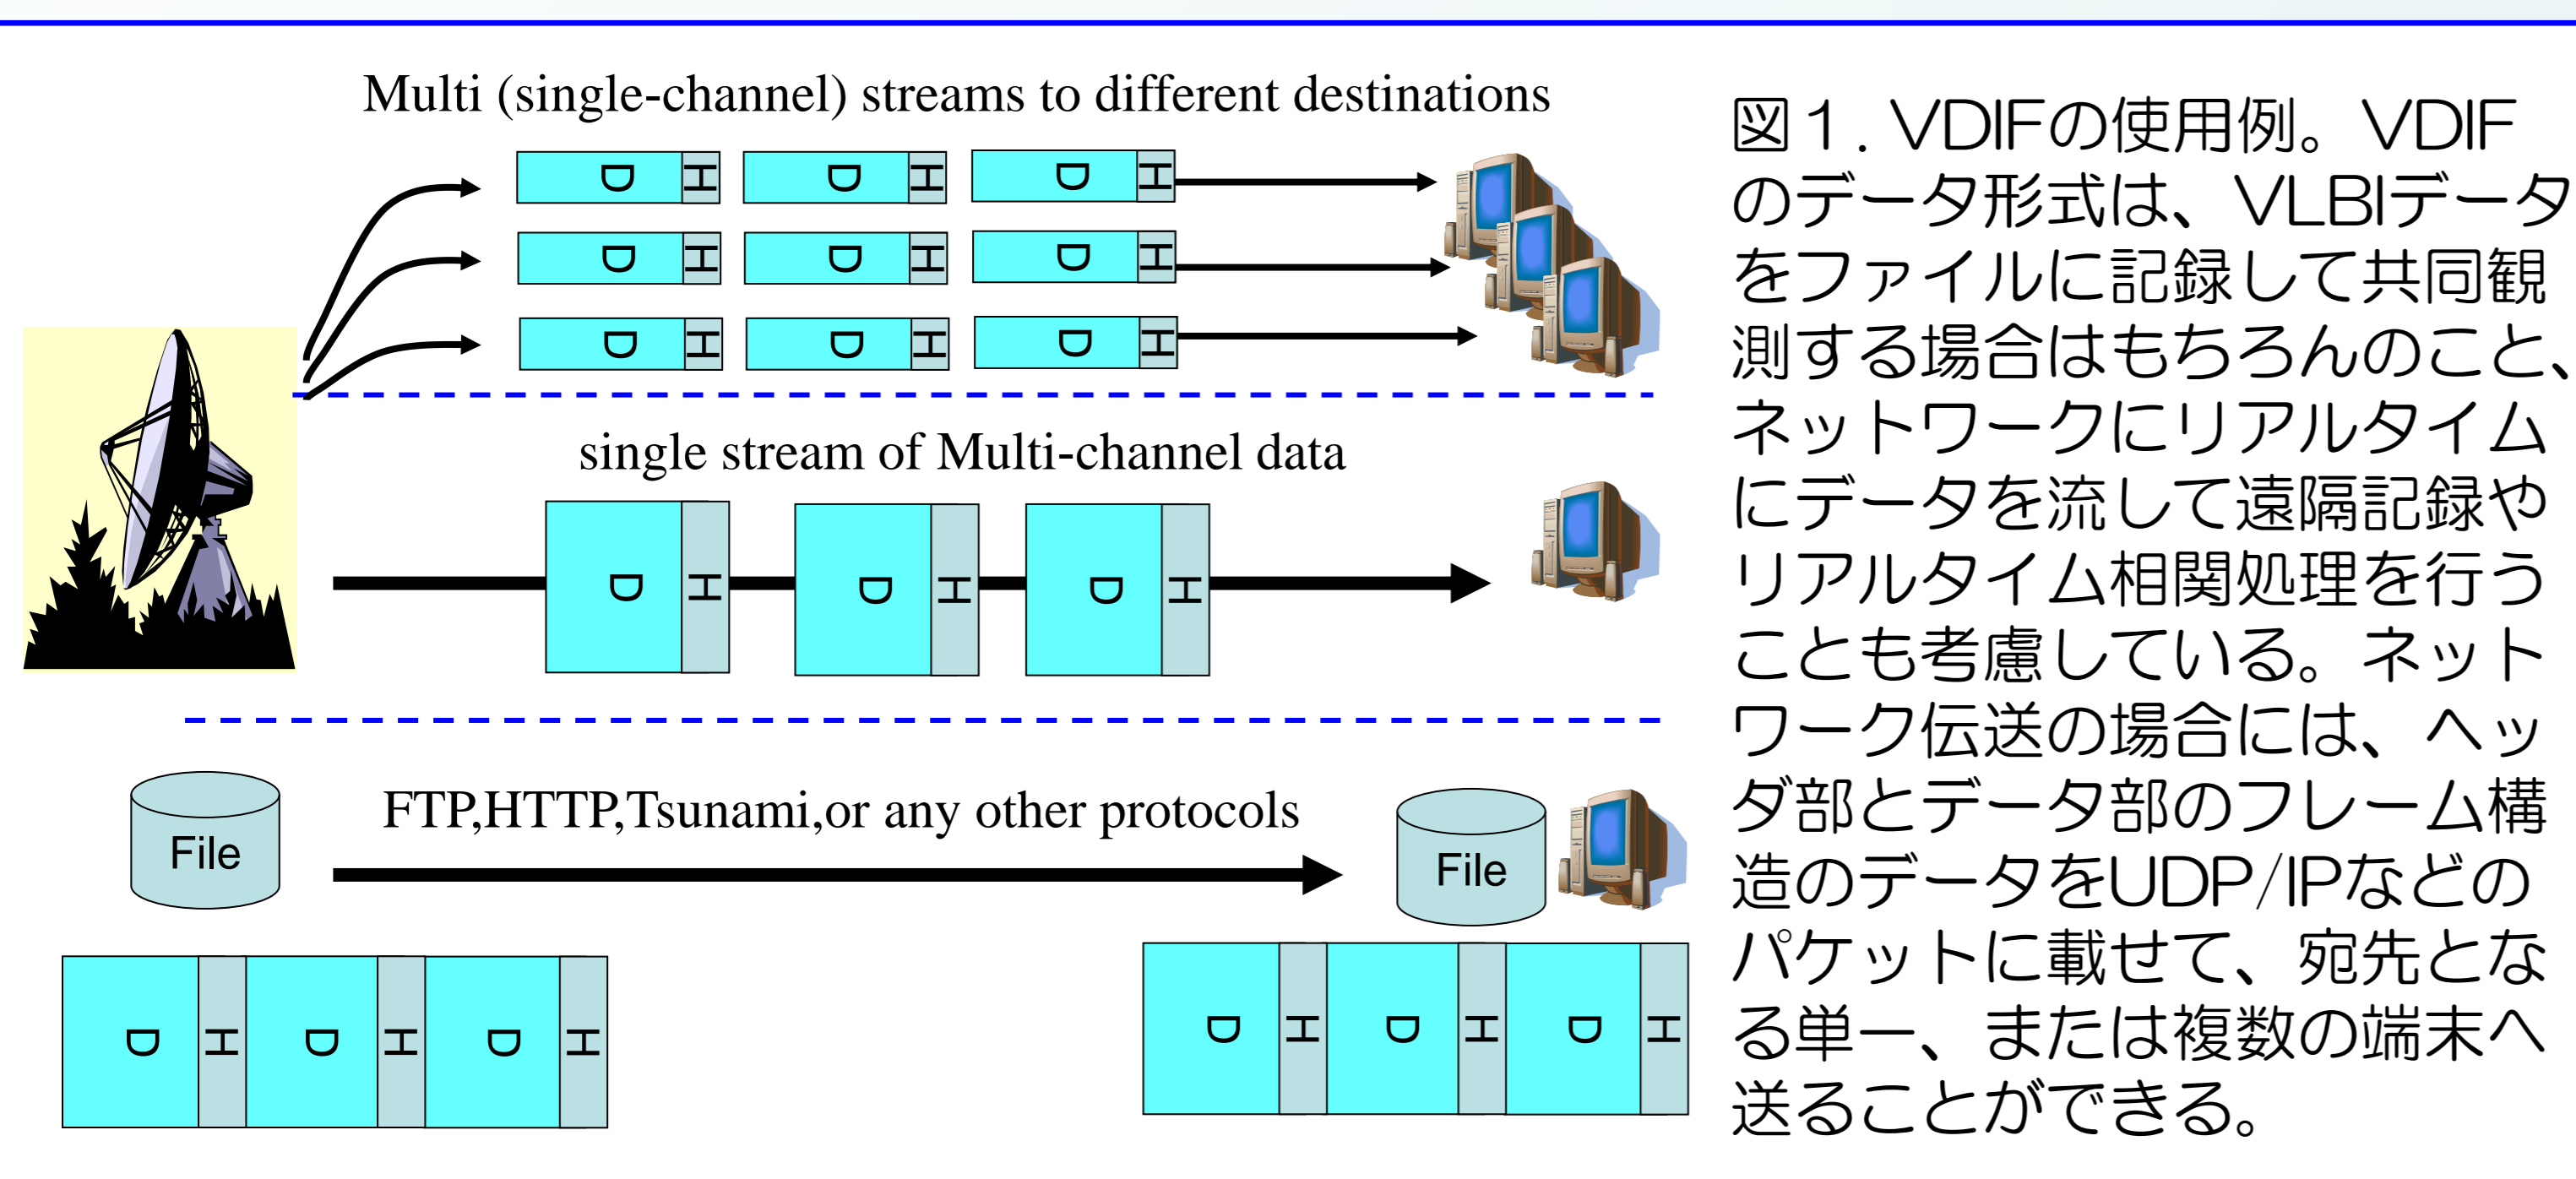 Multi (single-channel) streams to different destinations
D H D H D H
D H D H D H
D H D H D H
single stream of Multi-channel data
D H D H D H
FTP,HTTP,Tsunami,or any other protocols
File
File
D H D H D H
D H D H D H
図1. VDIFの使用例。VDIF
のデータ形式は、VLBIデータ
をファイルに記録して共同観
測する場合はもちろんのこと、
ネットワークにリアルタイム
にデータを流して遠隔記録や
リアルタイム相関処理を行う
ことも考慮している。ネット
ワーク伝送の場合には、ヘッ
ダ部とデータ部のフレーム構
造のデータをUDP/IPなどの
パケットに載せて、宛先とな
る単一、または複数の端末へ
送ることができる。